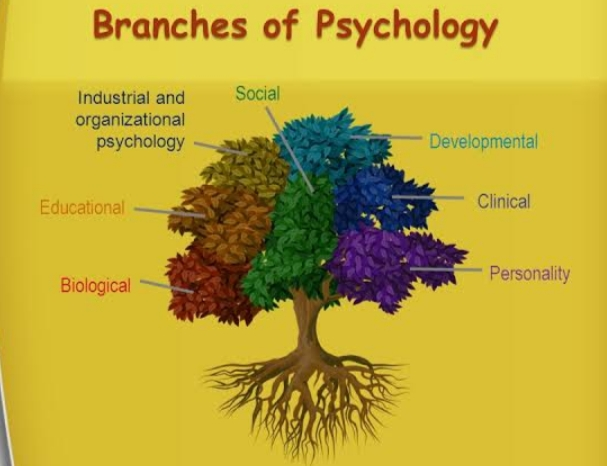 Branches of Psychology
Social
Industrial and
organizational
psychology
Developmental
Educational
Clinical
Biological
Personality